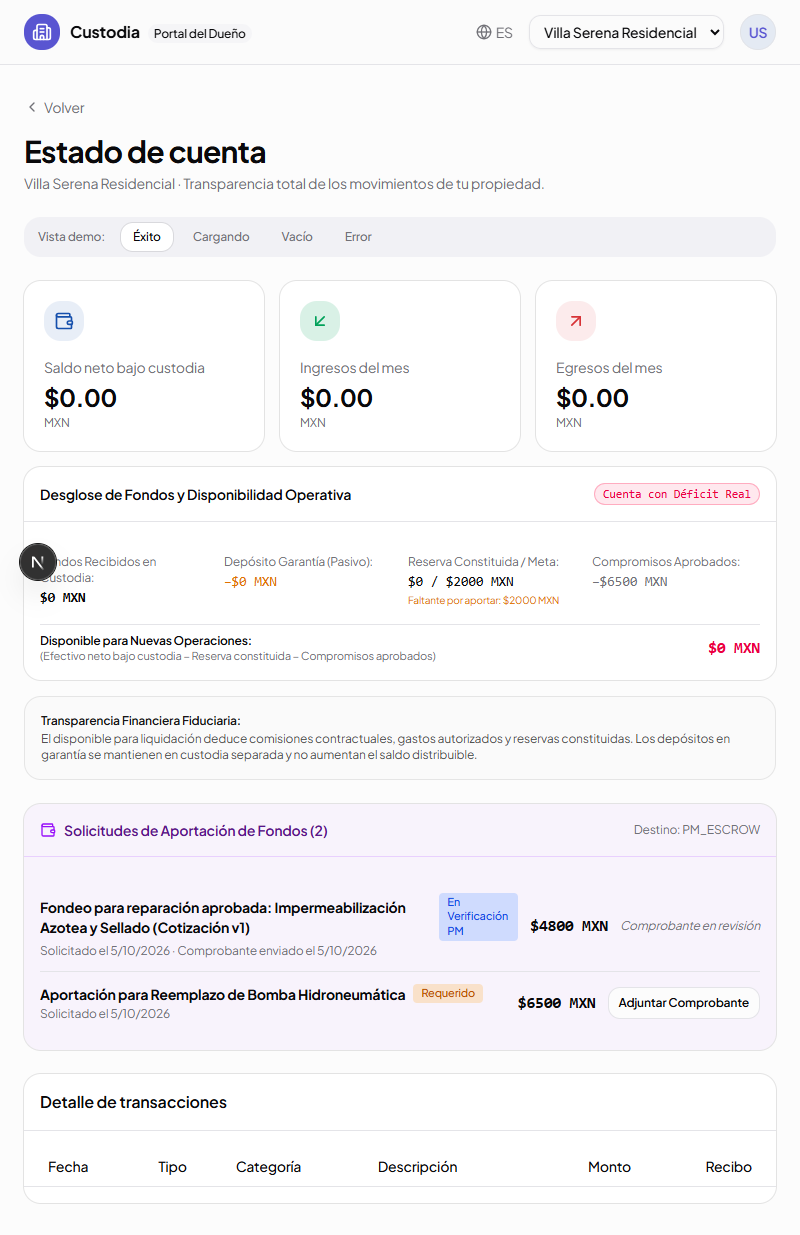 Custodia Portal del Dueño ES Villa Serena Residencial US
Volver
Estado de cuenta
Villa Serena Residencial · Transparencia total de los movimientos de tu propiedad.
Vista demo: Éxito Cargando Vacío Error
Saldo neto bajo custodia
$0.00
MXN
Ingresos del mes
$0.00
MXN
Egresos del mes
$0.00
MXN
Desglose de Fondos y Disponibilidad Operativa Cuenta con Déficit Real
N
Recibidos en
Custodia:
$0 MXN
Depósito Garantía (Pasivo):
-$0 MXN
Reserva Constituida / Meta:
$0 / $2000 MXN
Faltante por aportar: $2000 MXN
Compromisos Aprobados:
-$6500 MXN
Disponible para Nuevas Operaciones:
(Efectivo neto bajo custodia – Reserva constituida – Compromisos aprobados)
$0 MXN
Transparencia Financiera Fiduciaria:
El disponible para liquidación deduce comisiones contractuales, gastos autorizados y reservas constituidas. Los depósitos en
garantía se mantienen en custodia separada y no aumentan el saldo distribuible.
Solicitudes de Aportación de Fondos (2) Destino: PM_ESCROW
Fondeo para reparación aprobada: Impermeabilización
Azotea y Sellado (Cotización v1)
En
Verificación
PM
$4800 MXN Comprobante en revisión
Solicitado el 5/10/2026 · Comprobante enviado el 5/10/2026
Aportación para Reemplazo de Bomba Hidroneumática Requerido
Solicitado el 5/10/2026
$6500 MXN Adjuntar Comprobante
Detalle de transacciones
Fecha Tipo Categoría Descripción Monto Recibo